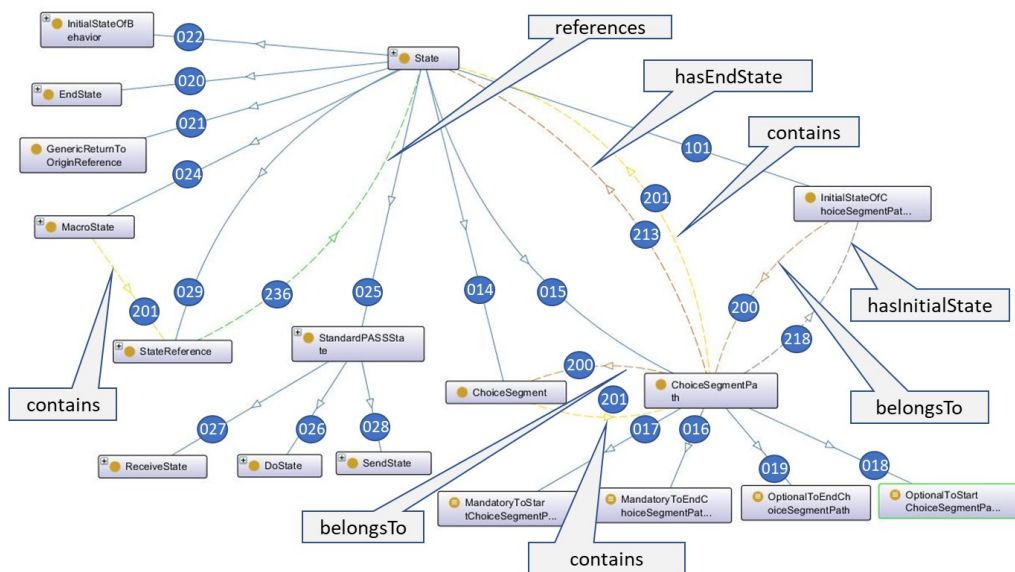 InitialStateOfB
ehavior
022
references
State
hasEndState
020
EndState
021
contains
GenericReturnTo
OriginReference
101
024
201
InitialStateOfC
hoiceSegmentPat...
MacroState
213
029
236
025
014
015
200
hasInitialState
201
218
StandardPASSSta
te
StateReference
200
ChoiceSegment
ChoiceSegmentPa
th
201
contains
belongsTo
027
026
028
017
016
019
018
ReceiveState
DoState
SendState
MandatoryToStar
tChoiceSegmentP...
MandatoryToEndC
hoiceSegmentPat...
OptionalToEndCh
oiceSegmentPath
OptionalToStart
ChoiceSegmentPa...
belongsTo
contains